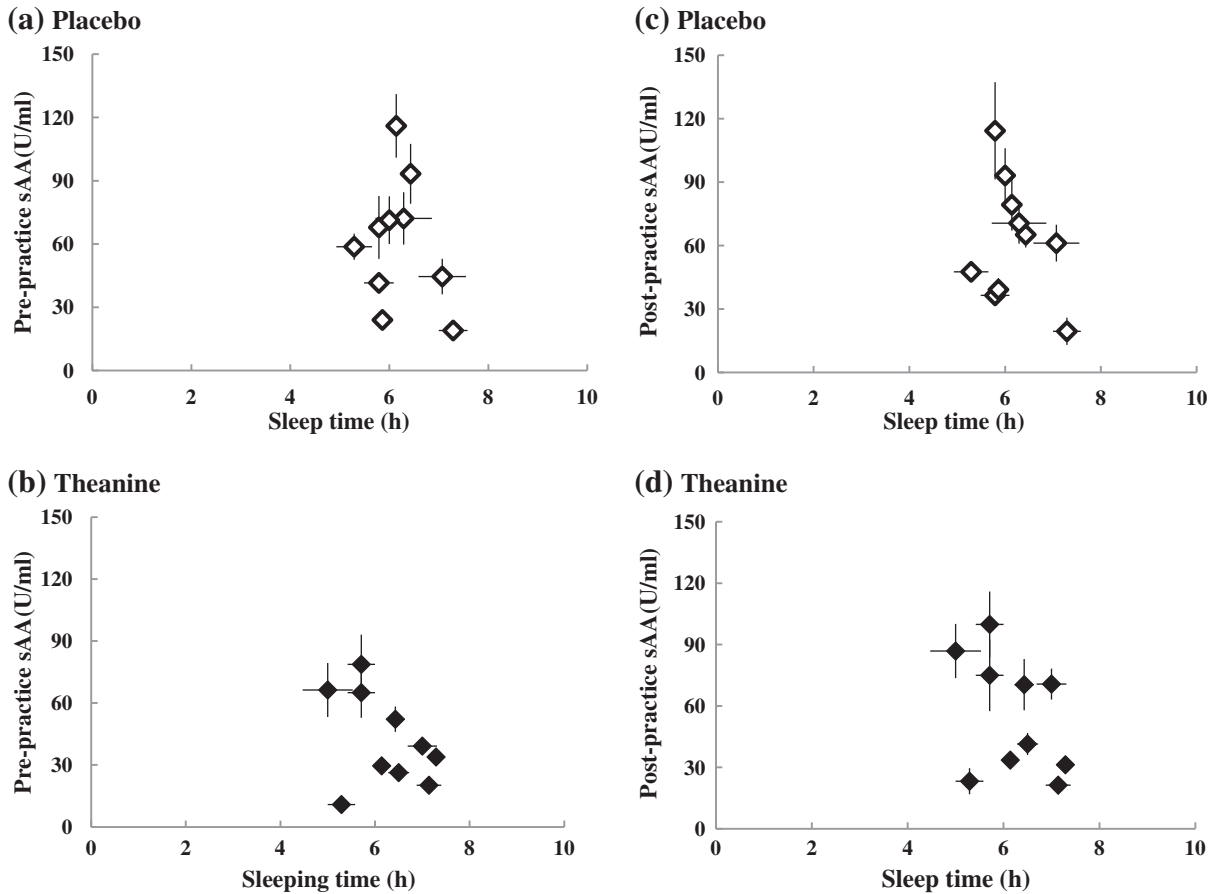 (a) Placebo
150
120
90
60
30
0
Pre-practice sAA(U/ml)
0 2 4 6 8 10
Sleep time (h)
(c) Placebo
150
120
90
60
30
0
Post-practice sAA(U/ml)
0 2 4 6 8 10
Sleep time (h)
(b) Theanine
150
120
90
60
30
0
Pre-practice sAA(U/ml)
0 2 4 6 8 10
Sleeping time (h)
(d) Theanine
150
120
90
60
30
0
Post-practice sAA(U/ml)
0 2 4 6 8 10
Sleep time (h)